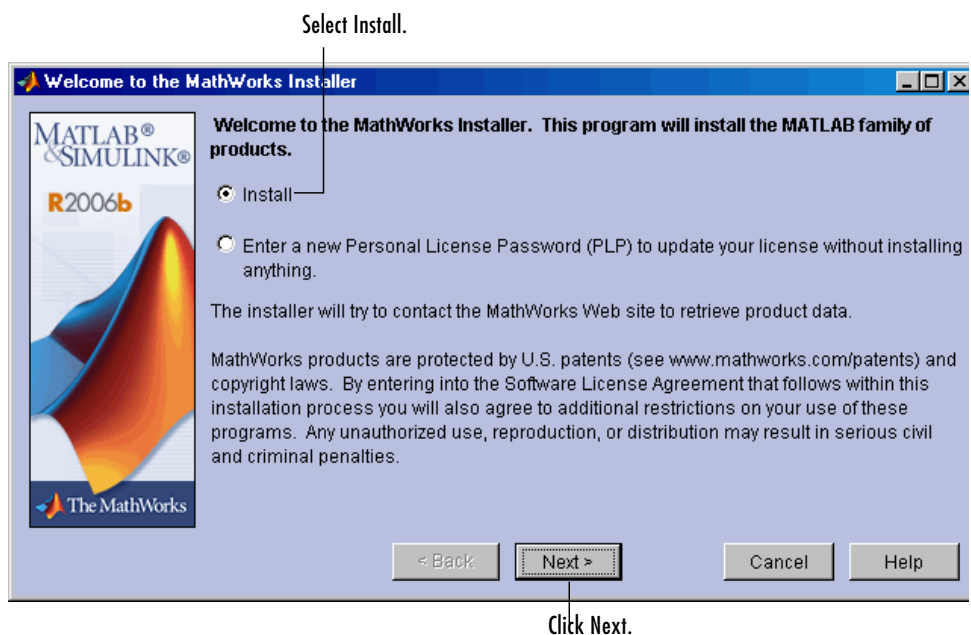 Select Install.
Welcome to the MathWorks Installer
MATLAB®
&SIMULINK®
R2006b
The MathWorks
Welcome to the MathWorks Installer. This program will install the MATLAB family of
products.
Install
Enter a new Personal License Password (PLP) to update your license without installing
anything.
The installer will try to contact the MathWorks Web site to retrieve product data.
MathWorks products are protected by U.S. patents (see www.mathworks.com/patents) and
copyright laws. By entering into the Software License Agreement that follows within this
installation process you will also agree to additional restrictions on your use of these
programs. Any unauthorized use, reproduction, or distribution may result in serious civil
and criminal penalties.
< Back
Next >
Cancel
Help
Click Next.